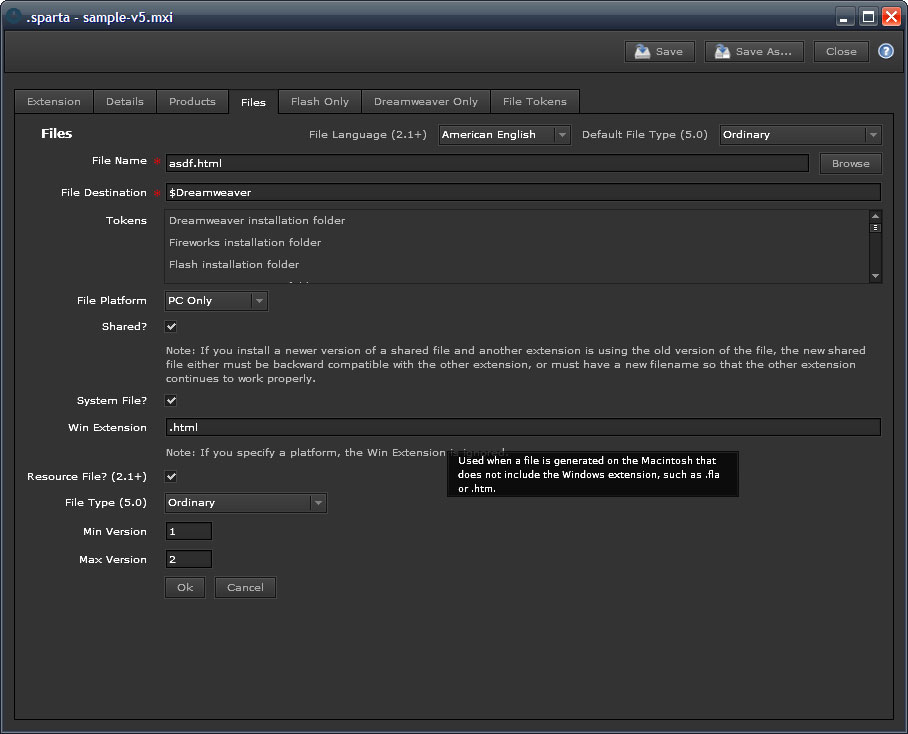 .sparta - sample-v5.mxi
Save
Save As...
Close
?
Extension
Details
Products
Files
Flash Only
Dreamweaver Only
File Tokens
Files
File Language (2.1+)
American English
Default File Type (5.0)
Ordinary
File Name *
asdf.html
Browse
File Destination *
$Dreamweaver
Tokens
Dreamweaver installation folder
Fireworks installation folder
Flash installation folder
File Platform
PC Only
Shared?
Note: If you install a newer version of a shared file and another extension is using the old version of the file, the new shared
file either must be backward compatible with the other extension, or must have a new filename so that the other extension
continues to work properly.
System File?
Win Extension
.html
Note: If you specify a platform, the Win Extension is ignored.
Used when a file is generated on the Macintosh that
does not include the Windows extension, such as .fla
or .htm.
Resource File? (2.1+)
File Type (5.0)
Ordinary
Min Version
1
Max Version
2
Ok
Cancel